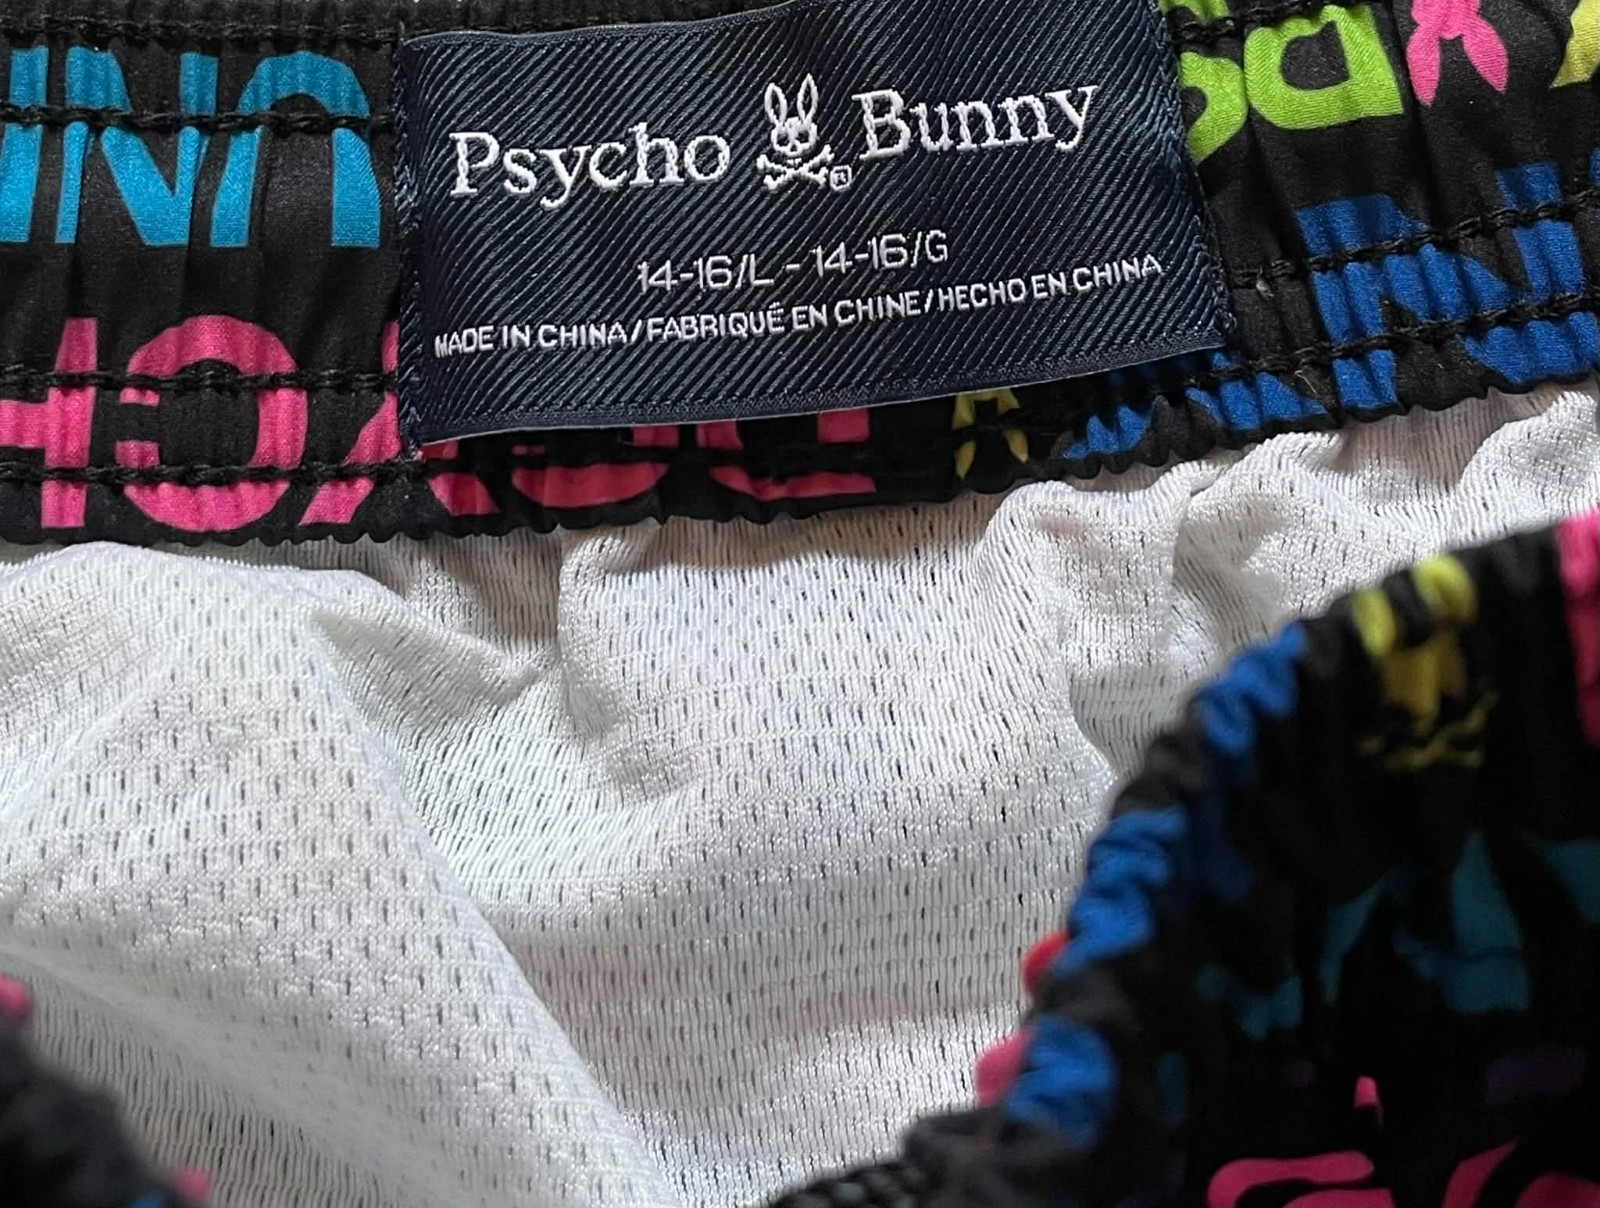 Psycho Bunny®
14-16/L - 14-16/G
MADE IN CHINA/FABRIQUÉ EN CHINE/HECHO EN CHINA